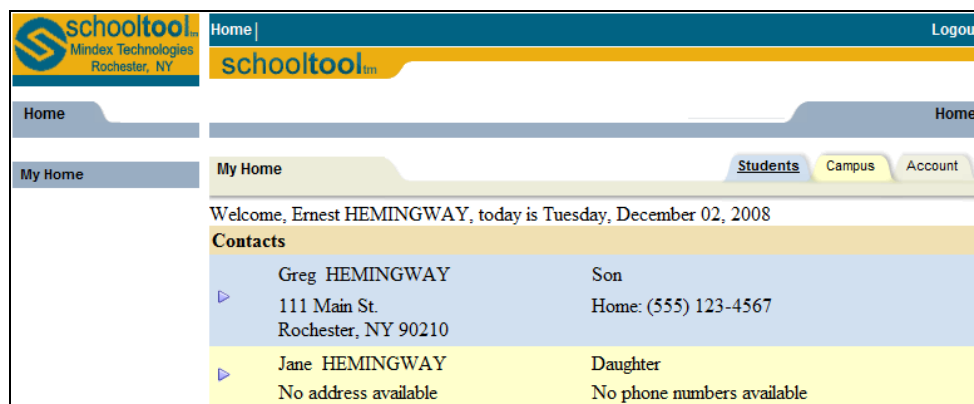 schooltool tm
Mindex Technologies
Rochester, NY
Home |
schooltool tm
Home
Home
My Home
My Home
Students Campus Account
Welcome, Ernest HEMINGWAY, today is Tuesday, December 02, 2008
Contacts
Greg HEMINGWAY Son
111 Main St. Home: (555) 123-4567
Rochester, NY 90210
Jane HEMINGWAY Daughter
No address available No phone numbers available